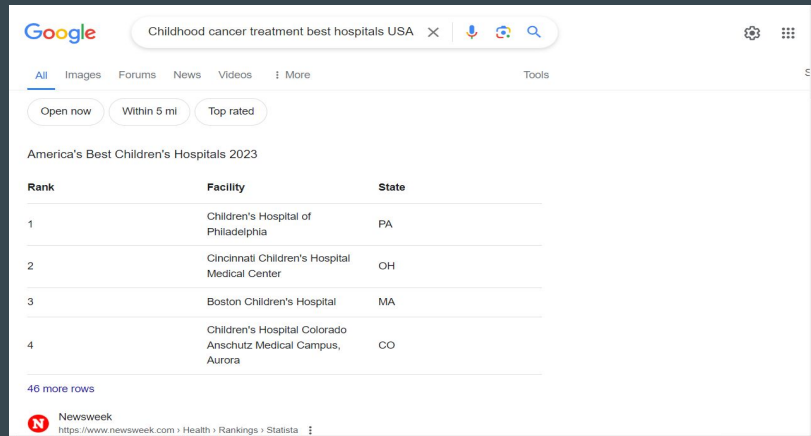 Google
Childhood cancer treatment best hospitals USA
All Images Forums News Videos More Tools
Open now Within 5 mi Top rated
America's Best Children's Hospitals 2023
Rank Facility State
1 Children's Hospital of Philadelphia PA
2 Cincinnati Children's Hospital Medical Center OH
3 Boston Children's Hospital MA
4 Children's Hospital Colorado Anschutz Medical Campus, Aurora CO
46 more rows
N
Newsweek
https://www.newsweek.com › Health › Rankings › Statista